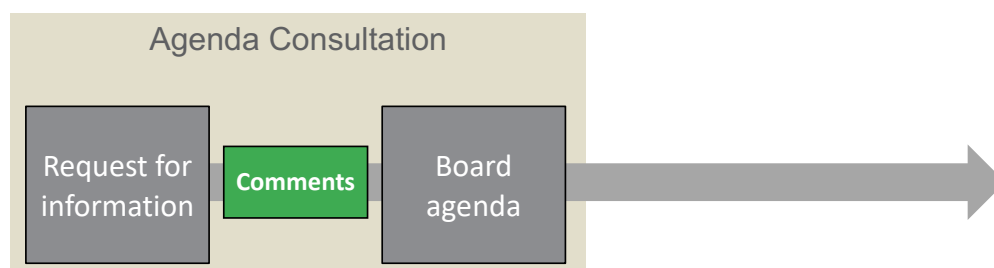 Agenda Consultation
Request for
information
Comments
Board
agenda